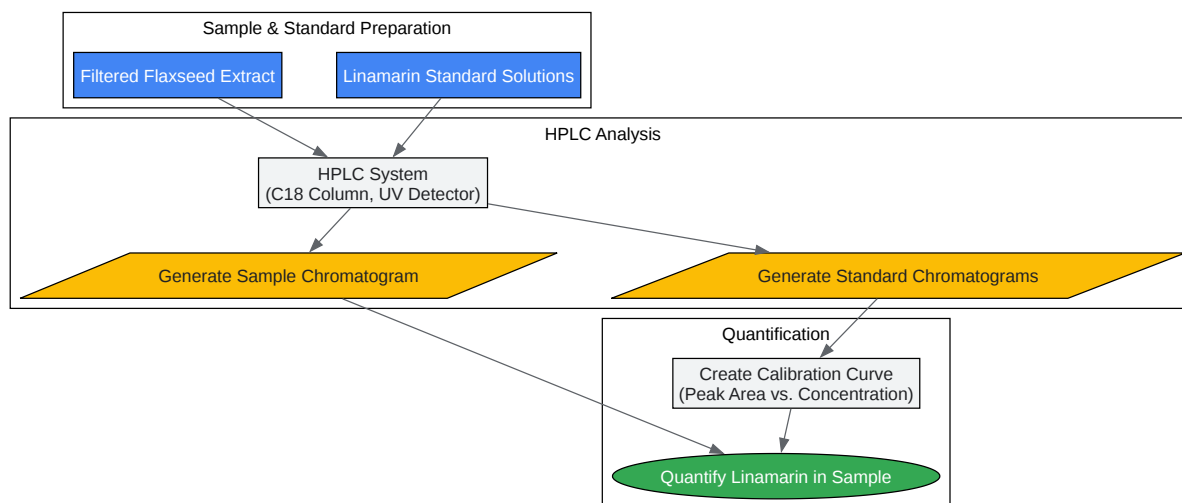 Sample & Standard Preparation
Filtered Flaxseed Extract
Linamarin Standard Solutions
HPLC Analysis
HPLC System
(C18 Column, UV Detector)
Generate Sample Chromatogram
Generate Standard Chromatograms
Quantification
Create Calibration Curve
(Peak Area vs. Concentration)
Quantify Linamarin in Sample